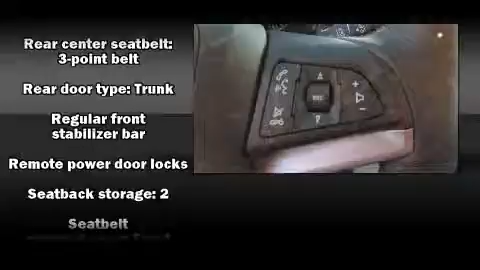 Rear center seatbelt:
3-point belt
Rear door type: Trunk
Regular front
stabilizer bar
Remote power door locks
Seatback storage: 2
Seatbelt
+
-